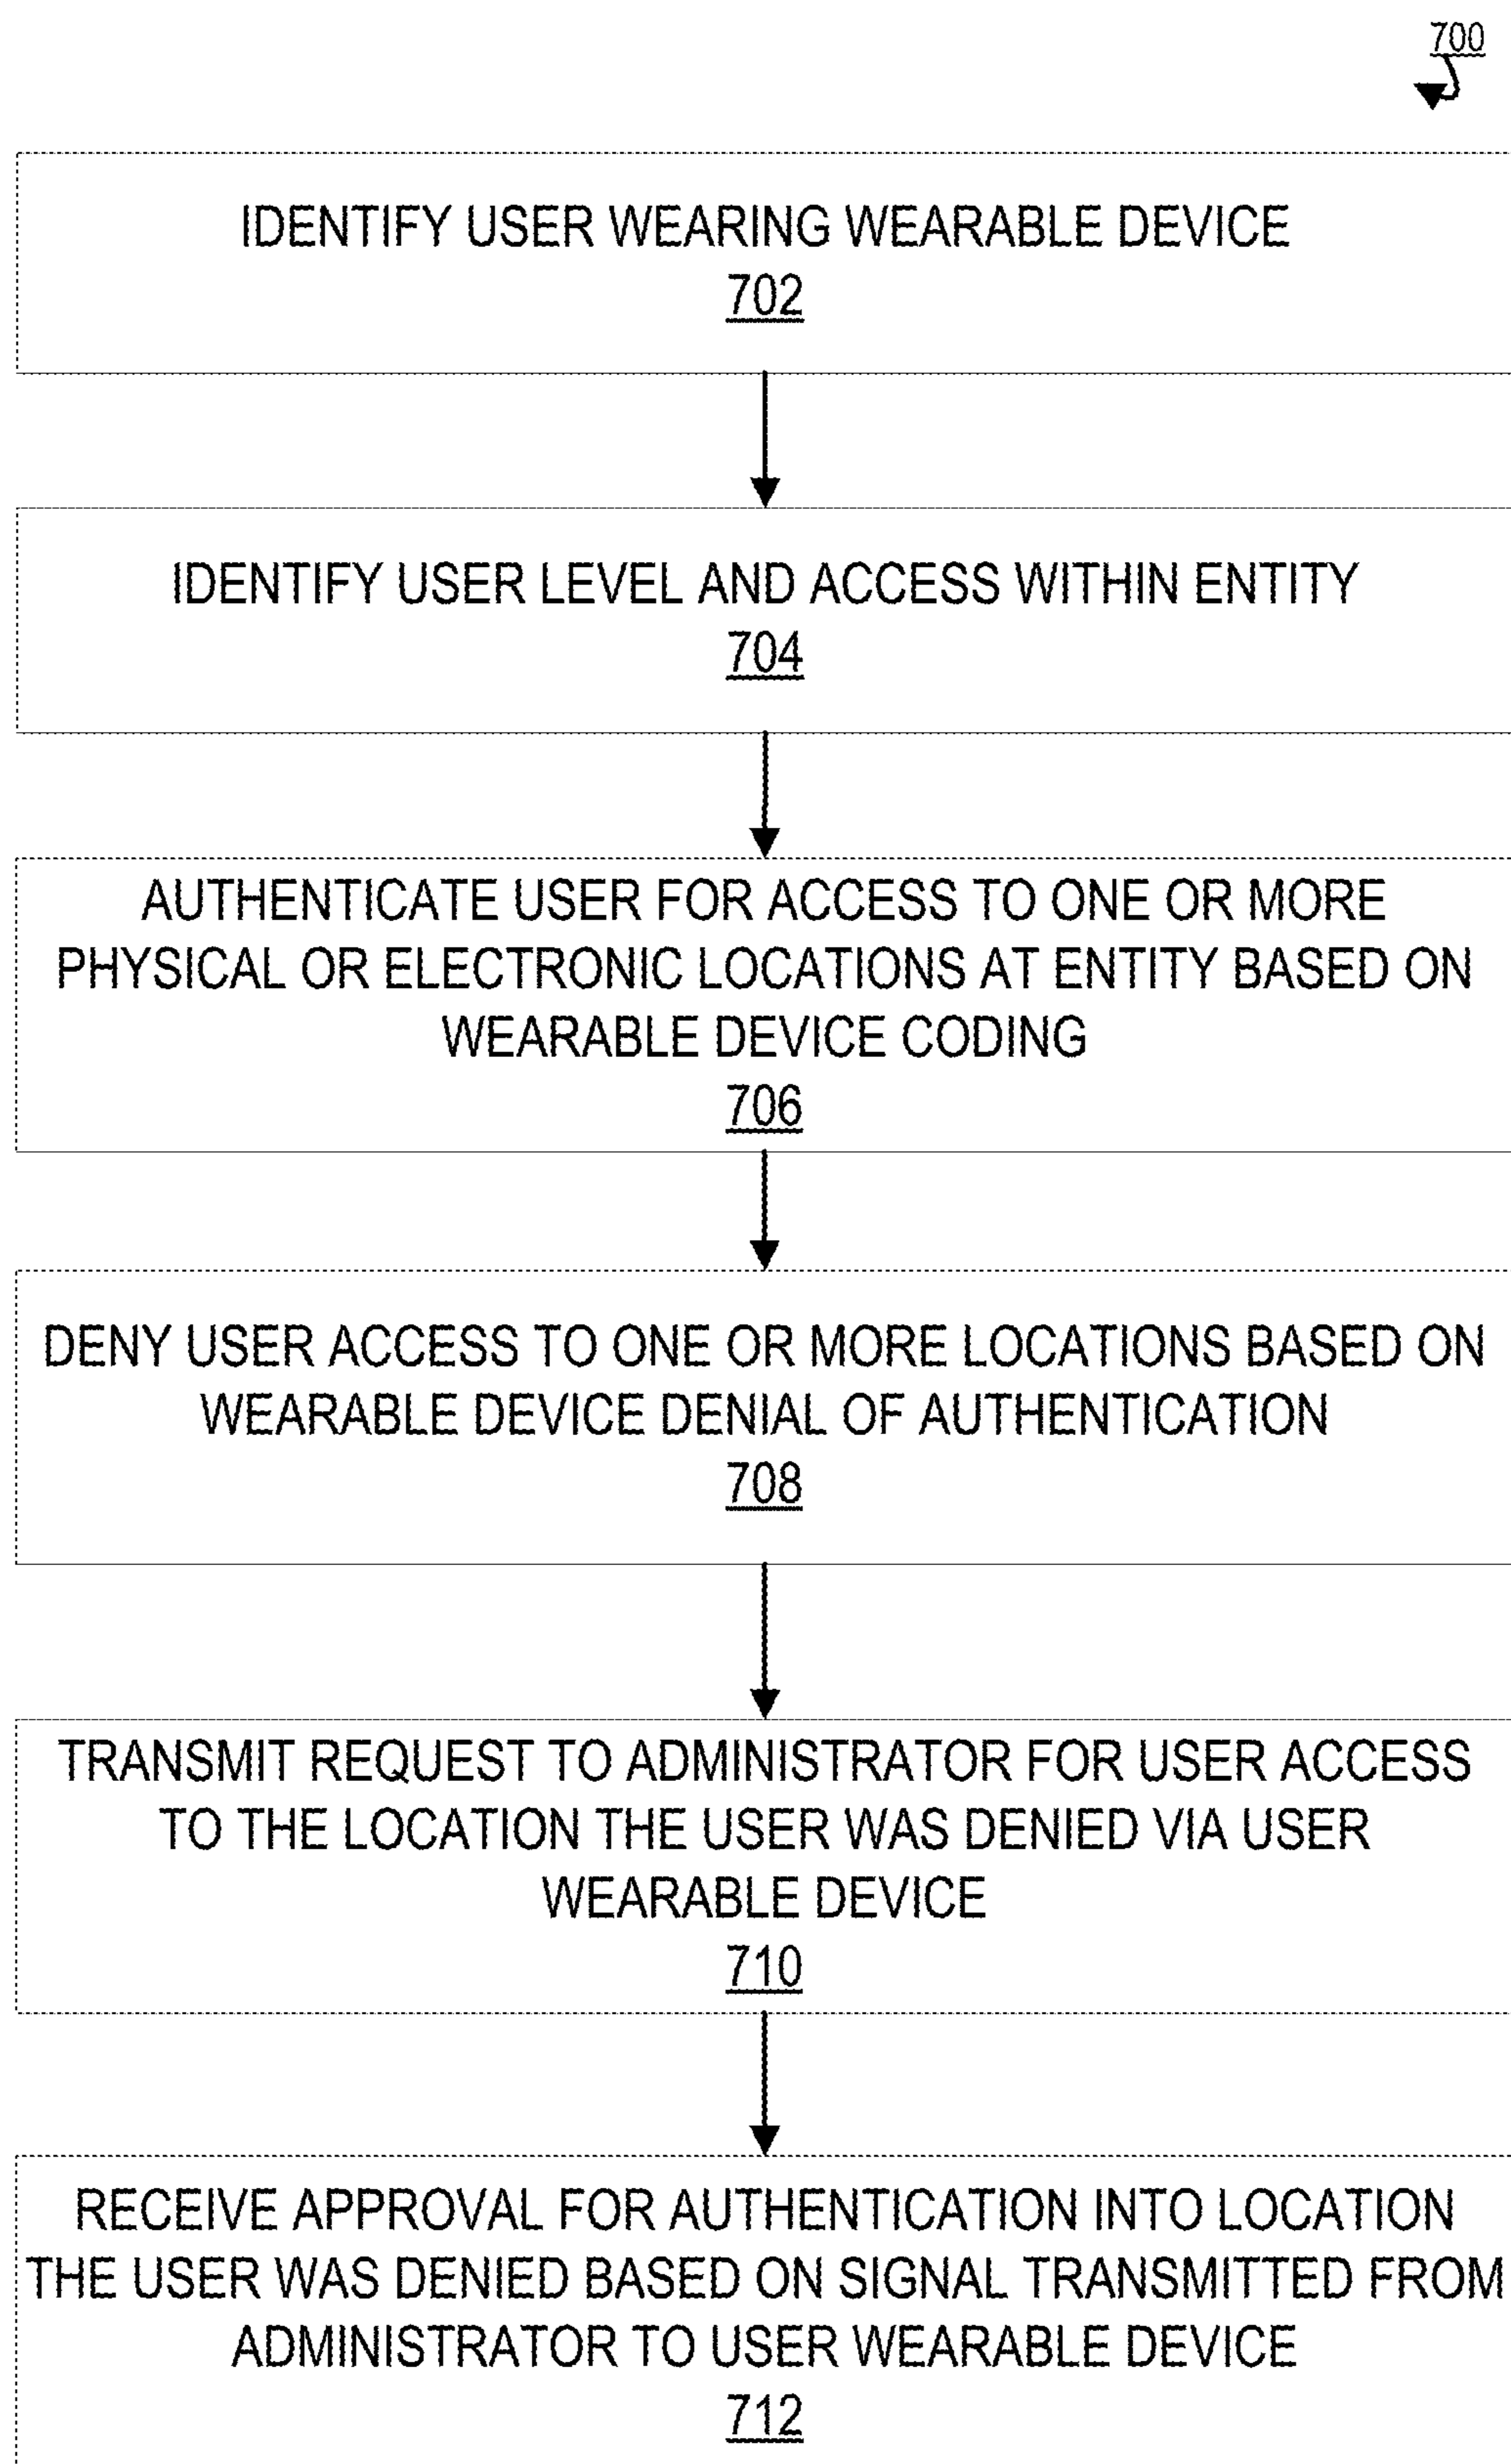 700
IDENTIFY USER WEARING WEARABLE DEVICE
702
IDENTIFY USER LEVEL AND ACCESS WITHIN ENTITY
704
AUTHENTICATE USER FOR ACCESS TO ONE OR MORE
PHYSICAL OR ELECTRONIC LOCATIONS AT ENTITY BASED ON
WEARABLE DEVICE CODING
706
DENY USER ACCESS TO ONE OR MORE LOCATIONS BASED ON
WEARABLE DEVICE DENIAL OF AUTHENTICATION
708
TRANSMIT REQUEST TO ADMINISTRATOR FOR USER ACCESS
TO THE LOCATION THE USER WAS DENIED VIA USER
WEARABLE DEVICE
710
RECEIVE APPROVAL FOR AUTHENTICATION INTO LOCATION
THE USER WAS DENIED BASED ON SIGNAL TRANSMITTED FROM
ADMINISTRATOR TO USER WEARABLE DEVICE
712